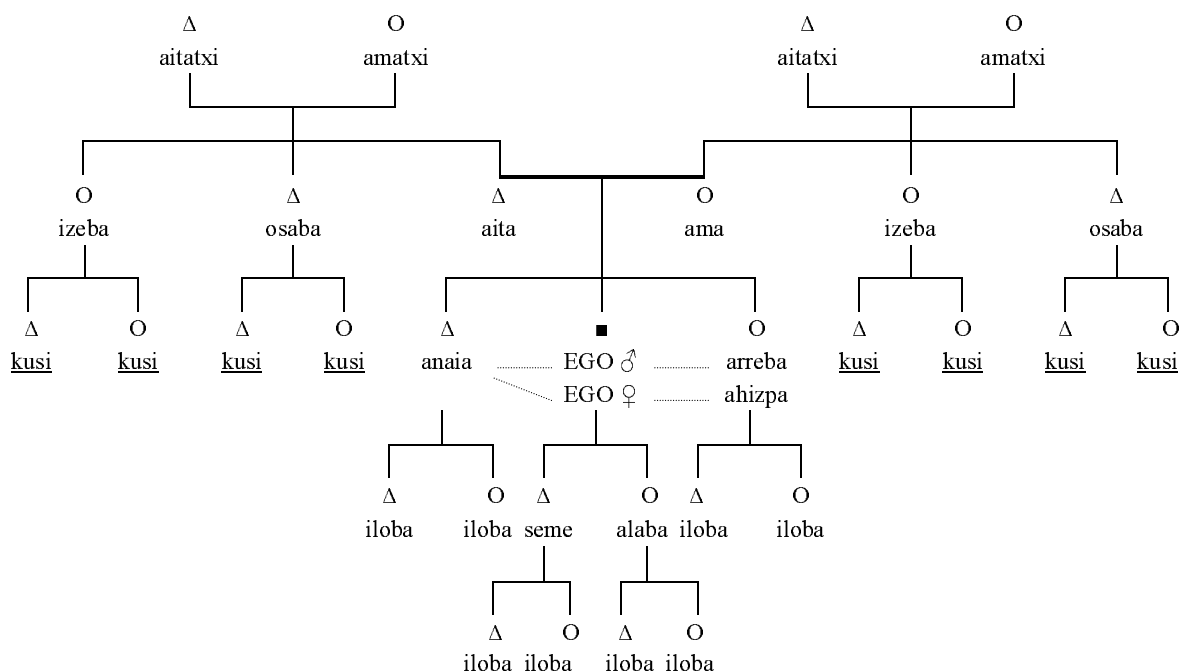 Δ O Δ O
aitatxi amatxi aitatxi amatxi
O Δ Δ O O Δ
izeba osaba aita ama izeba osaba
Δ O Δ O Δ O Δ O Δ O
kusi kusi kusi kusi anaia EGO ♂ arreba kusi kusi kusi kusi
EGO ♀ ahizpa
Δ O Δ O Δ O
iloba iloba seme alaba iloba iloba
Δ O Δ O
iloba iloba iloba iloba